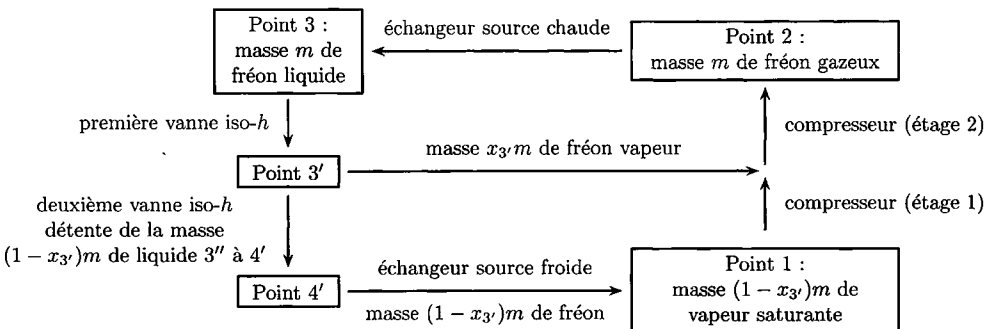 Point 3 :
masse m de
fréon liquide
échangeur source chaude
Point 2 :
masse m de fréon gazeux
première vanne iso-h
compresseur (étage 2)
Point 3′
masse x₃′m de fréon vapeur
deuxième vanne iso-h
détente de la masse
(1 − x₃′)m de liquide 3″ à 4′
compresseur (étage 1)
Point 4′
échangeur source froide
masse (1 − x₃′)m de fréon
Point 1 :
masse (1 − x₃′)m de
vapeur saturante